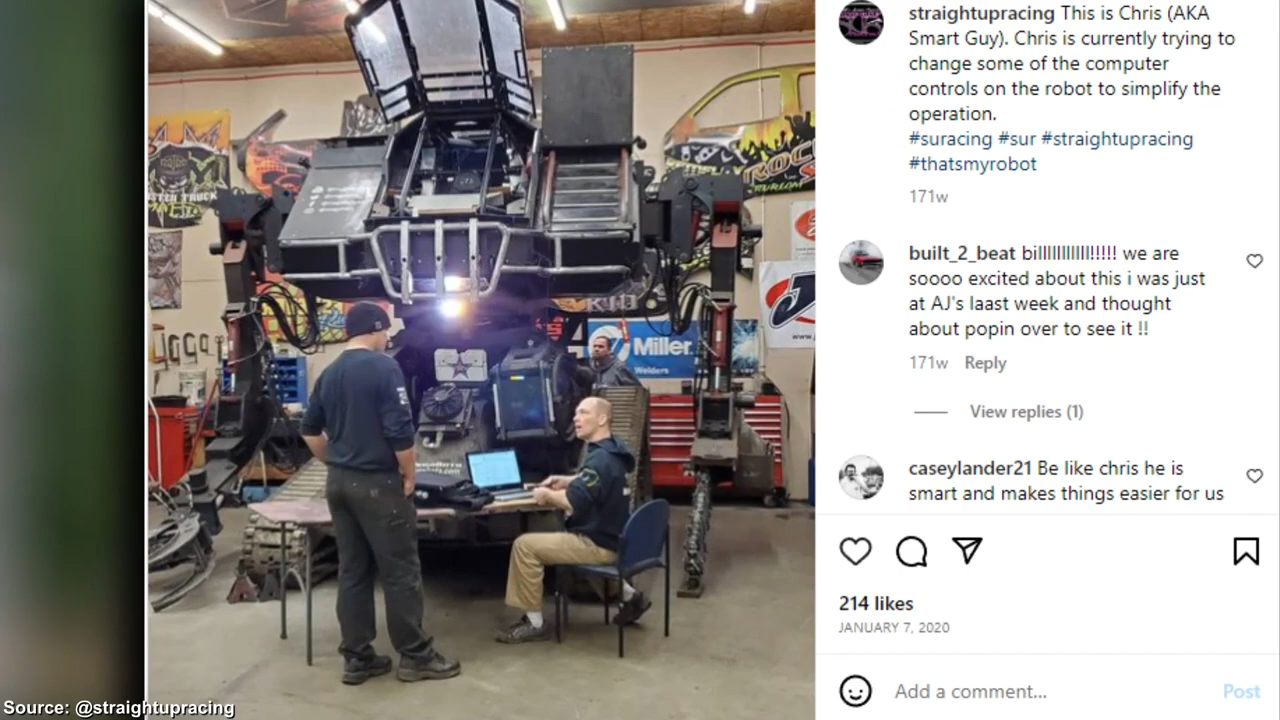 straightupracing This is Chris (AKA
Smart Guy). Chris is currently trying to
change some of the computer
controls on the robot to simplify the
operation.
#suracing #sur #straightupracing
#thatsmyrobot
171w
built_2_beat billlllllllllll!!!!! we are
soooo excited about this i was just
at AJ's laast week and thought
about popin over to see it !!
171w Reply
View replies (1)
caseylander21 Be like chris he is
smart and makes things easier for us
214 likes
JANUARY 7, 2020
Add a comment... Post
Miller
Welders
Source: @straightupracing